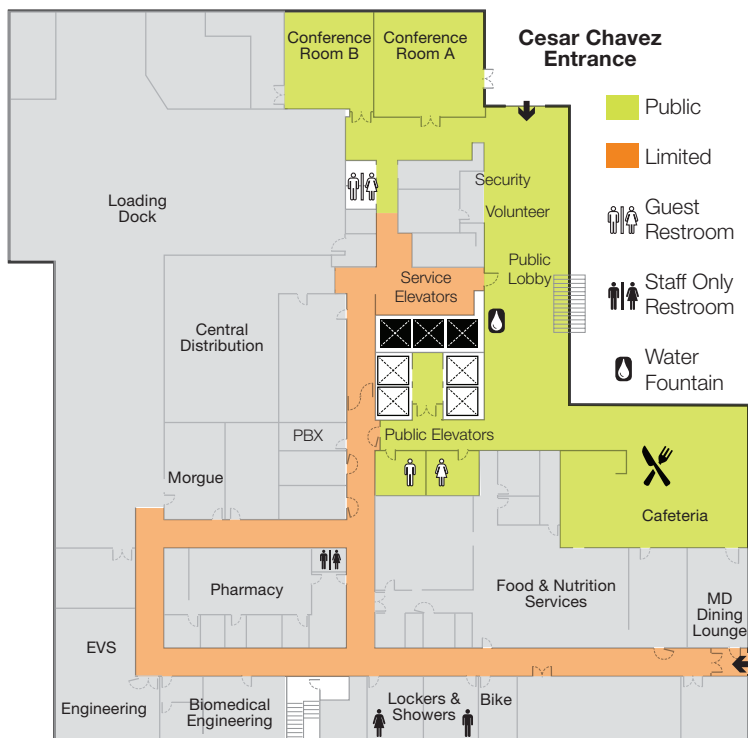 Conference
Room B
Conference
Room A
Cesar Chavez
Entrance
Public
Limited
Guest
Restroom
Staff Only
Restroom
Water
Fountain
Loading
Dock
Security
Volunteer
Public
Lobby
Service
Elevators
Central
Distribution
PBX
Public Elevators
Morgue
Cafeteria
Pharmacy
Food & Nutrition
Services
MD
Dining
Lounge
EVS
Engineering
Biomedical
Engineering
Lockers &
Showers
Bike